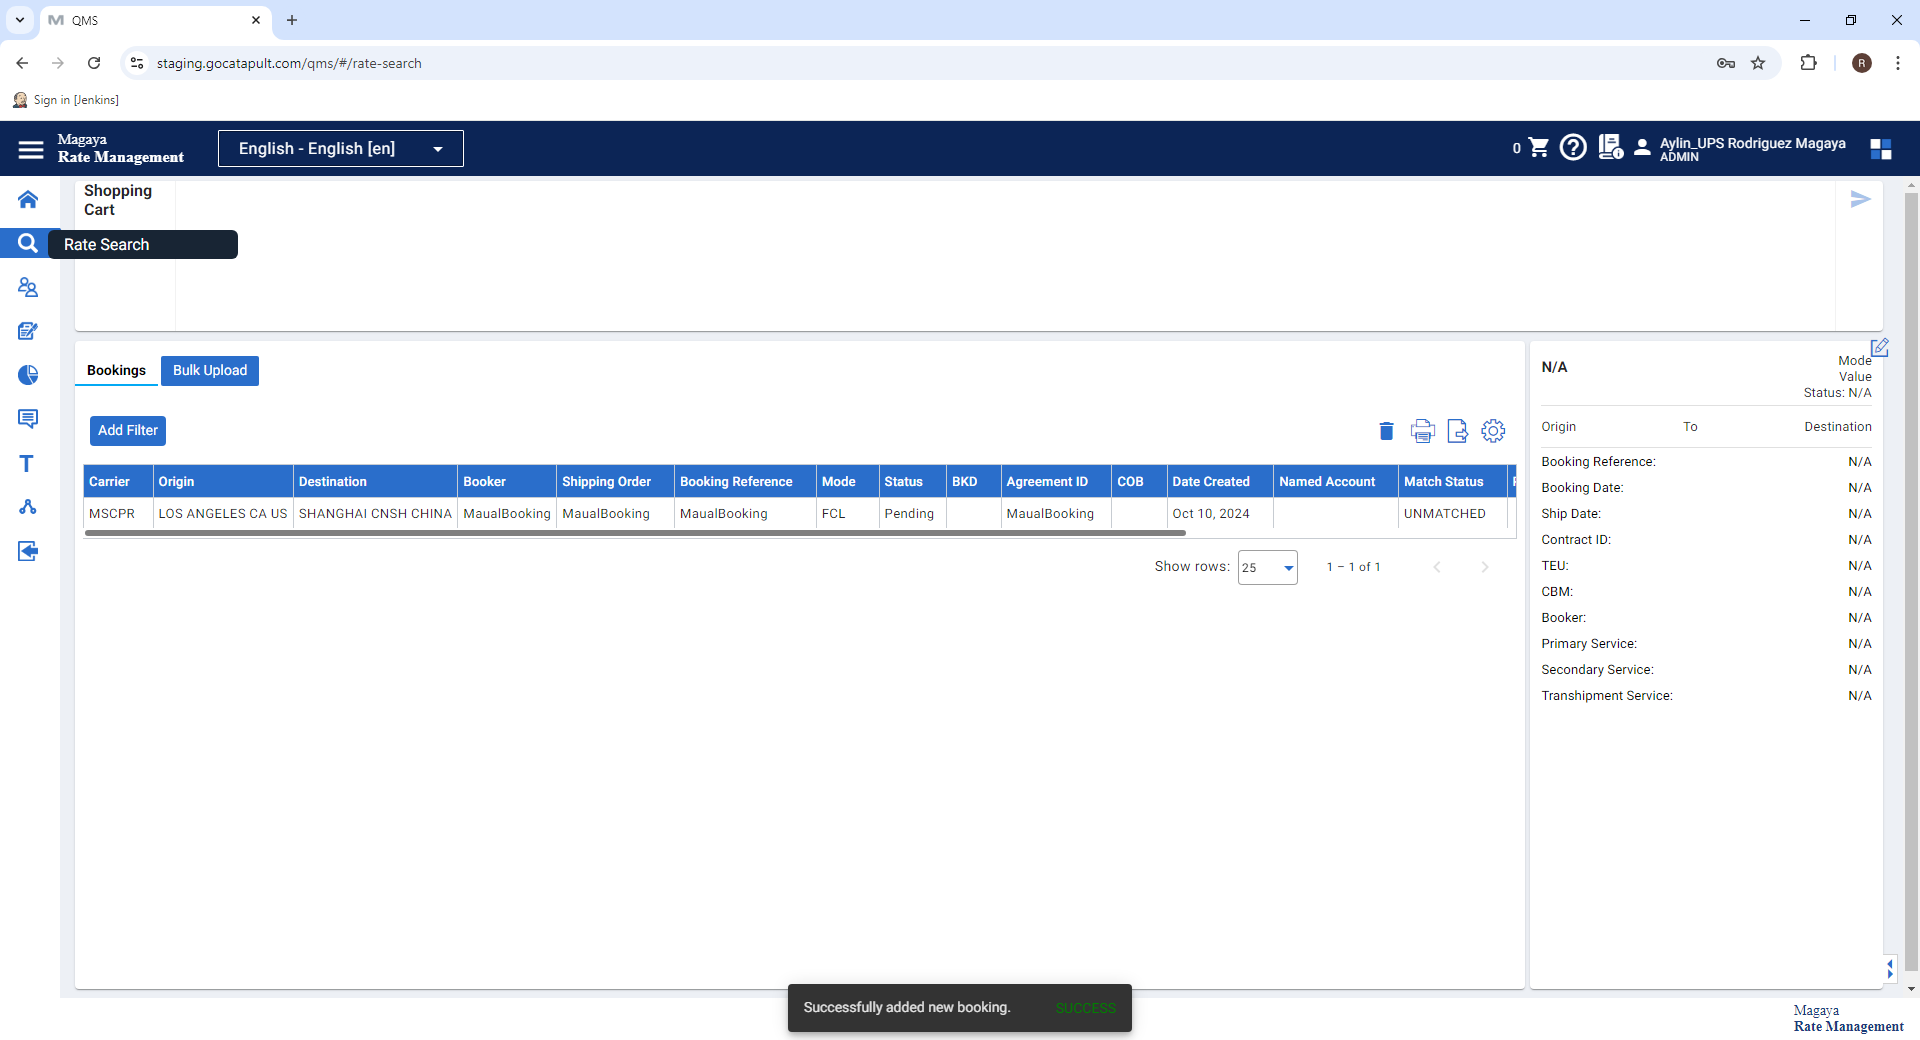 QMS
staging.gocatapult.com/qms/#/rate-search
R
Sign in [Jenkins]
Magaya
Rate Management
English - English [en]
0
Aylin_UPS Rodriguez Magaya
ADMIN
Shopping
Cart
Rate Search
Bookings Bulk Upload
Add Filter
Carrier Origin Destination Booker Shipping Order Booking Reference Mode Status BKD Agreement ID COB Date Created Named Account Match Status
MSCPR LOS ANGELES CA US SHANGHAI CNSH CHINA MaualBooking MaualBooking MaualBooking FCL Pending MaualBooking Oct 10, 2024 UNMATCHED
Show rows: 25 1 – 1 of 1
N/A
Mode
Value
Status: N/A
Origin To Destination
Booking Reference: N/A
Booking Date: N/A
Ship Date: N/A
Contract ID: N/A
TEU: N/A
CBM: N/A
Booker: N/A
Primary Service: N/A
Secondary Service: N/A
Transhipment Service: N/A
Successfully added new booking. SUCCESS
Magaya
Rate Management